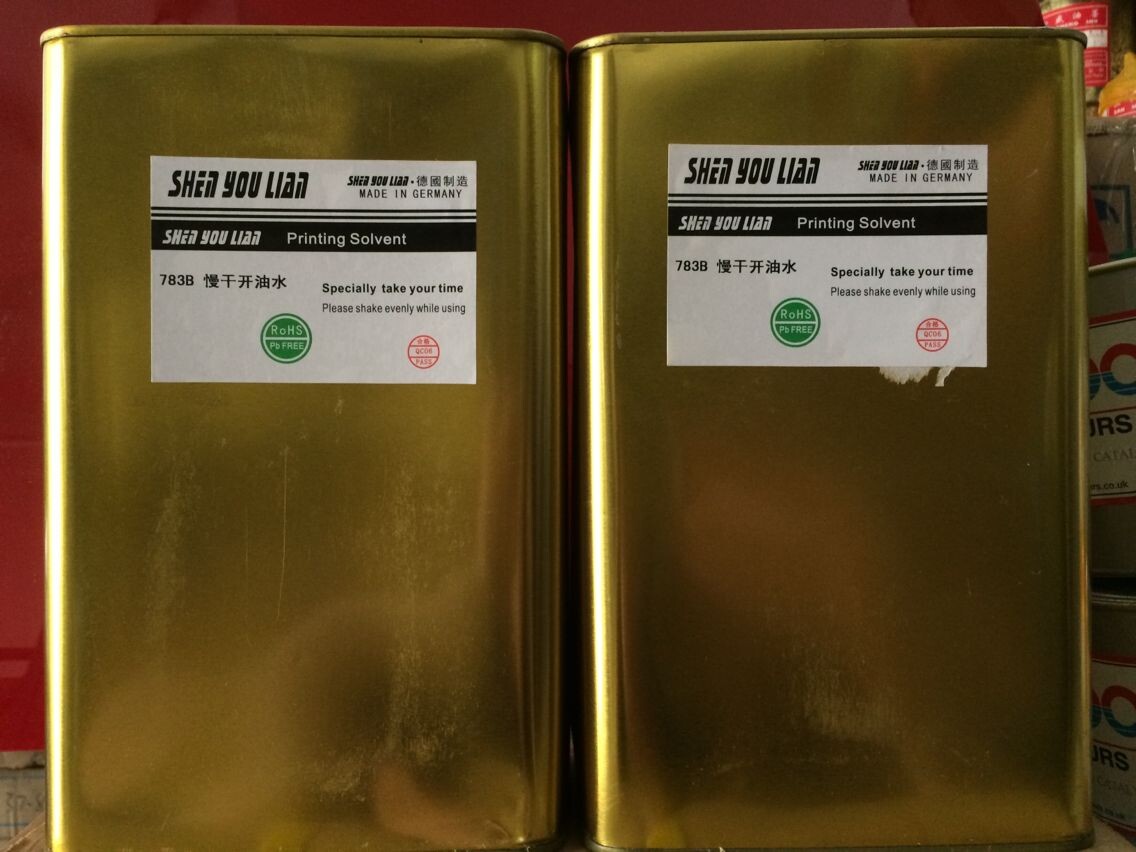 SHEN YOU LIAN
SHEN YOU LIAN·德國制造
MADE IN GERMANY
SHEN YOU LIAN Printing Solvent
783B 慢干开油水
Specially take your time
Please shake evenly while using
RoHS
Pb FREE
合格
QC06
PASS
SHEN YOU LIAN
SHEN YOU LIAN·德國制造
MADE IN GERMANY
SHEN YOU LIAN Printing Solvent
783B 慢干开油水
Specially take your time
Please shake evenly while using
RoHS
Pb FREE
合格
QC06
PASS